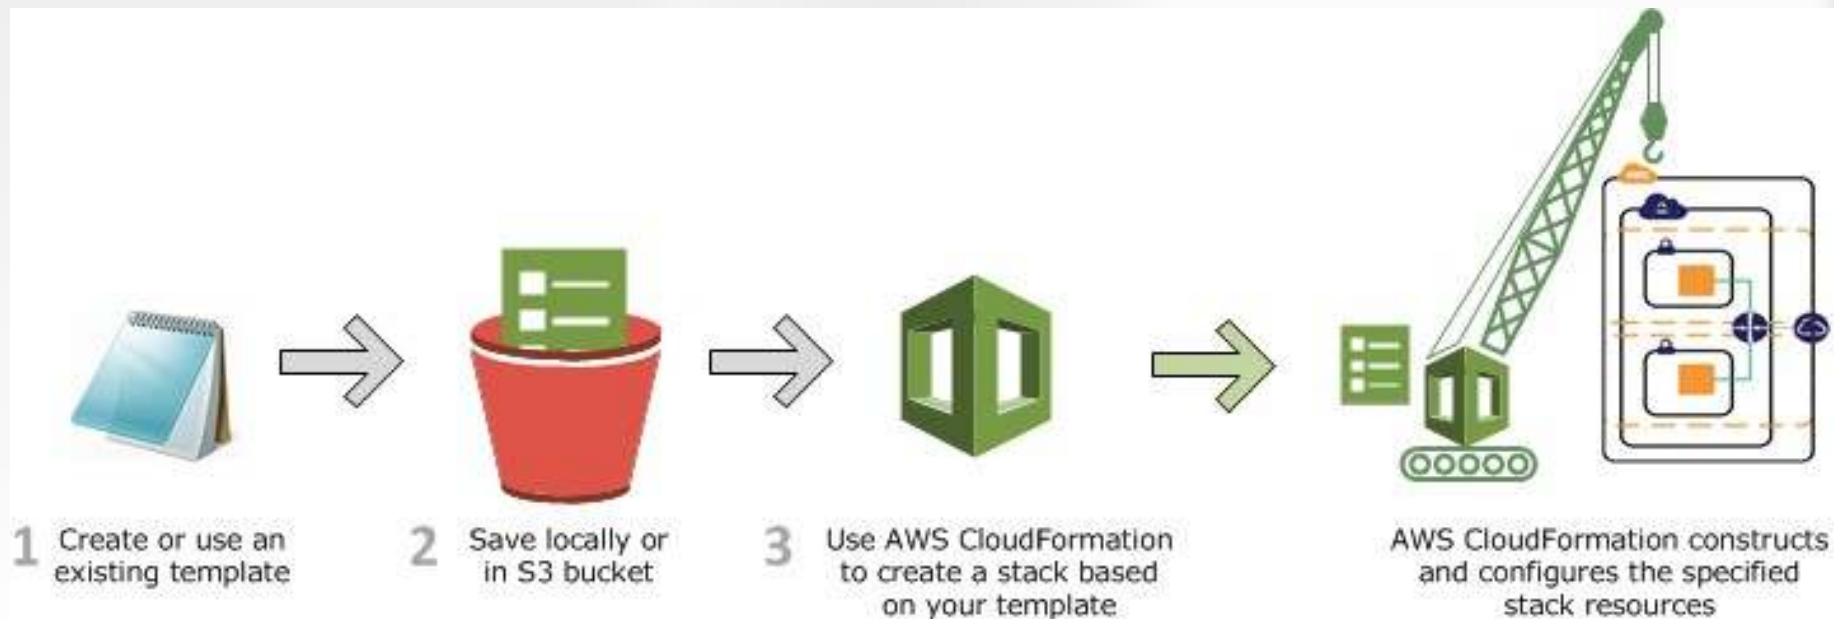 1 Create or use an
existing template
2 Save locally or
in S3 bucket
3 Use AWS CloudFormation
to create a stack based
on your template
AWS CloudFormation constructs
and configures the specified
stack resources